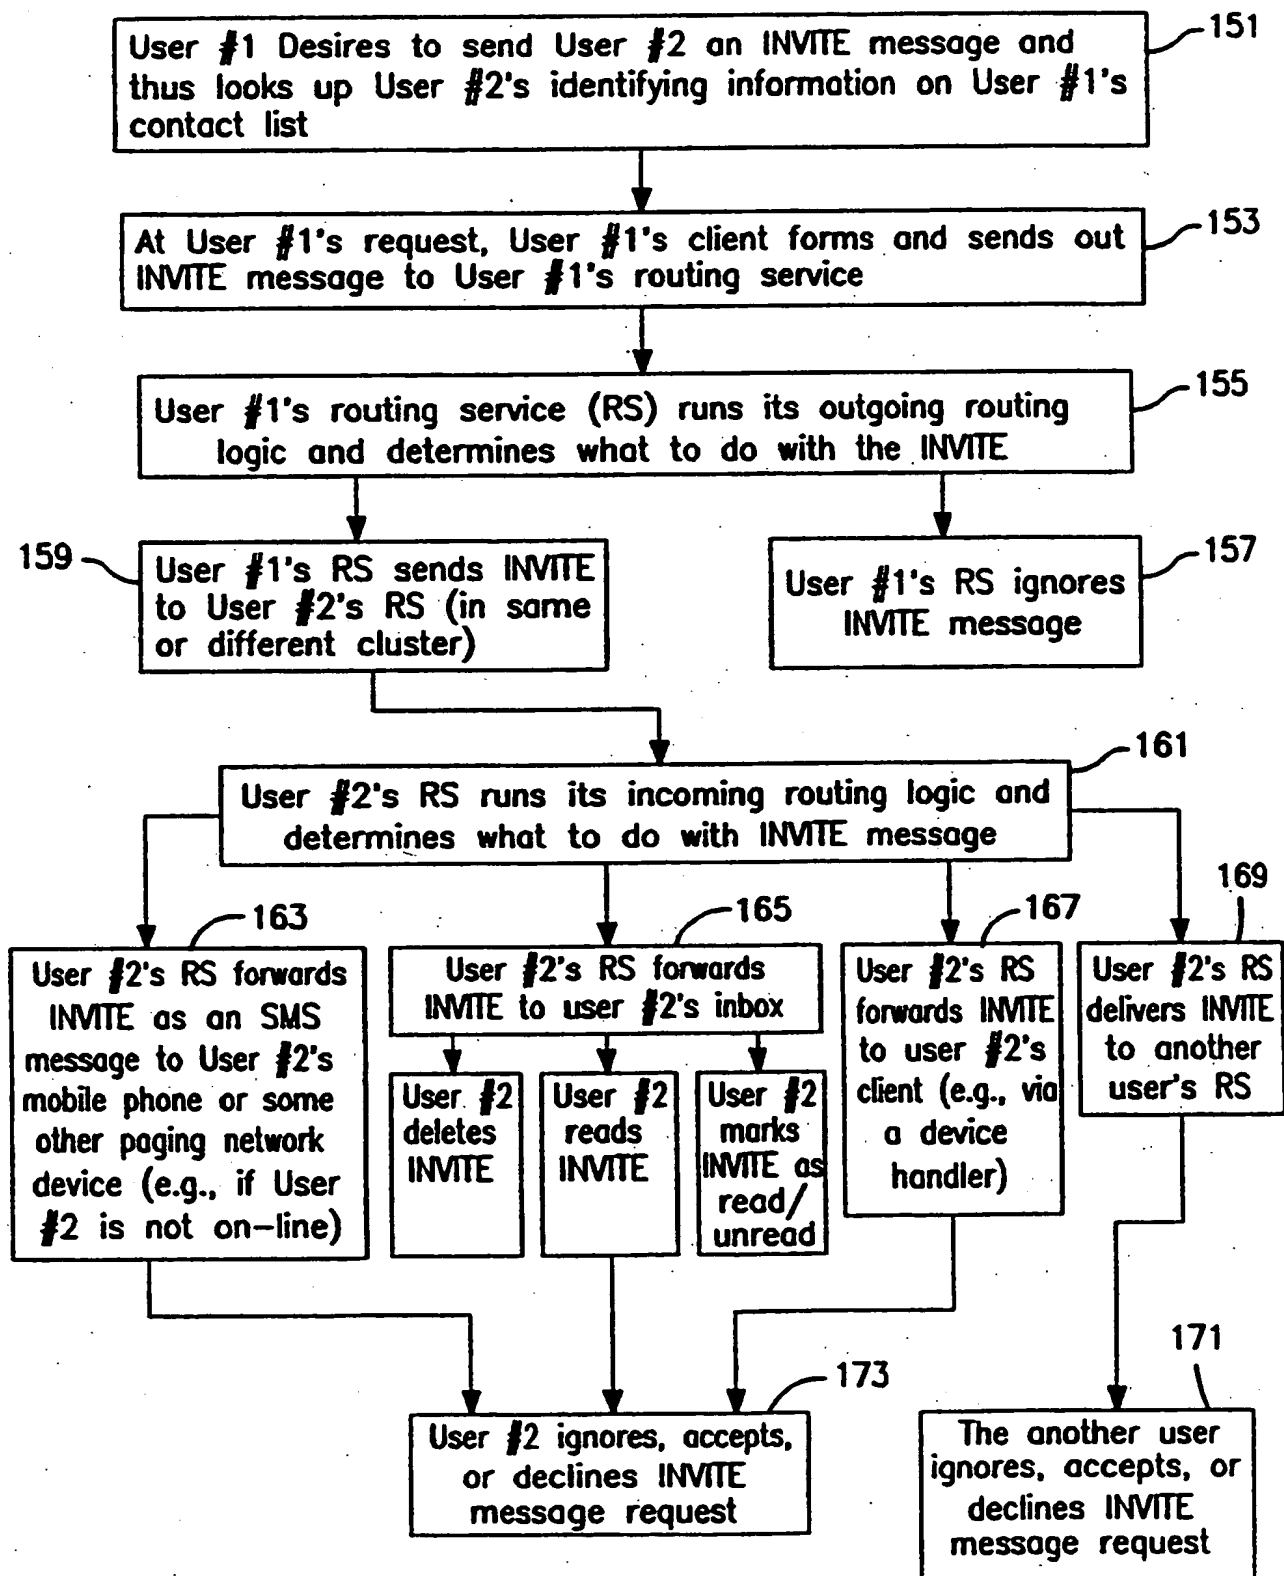 151
User #1 Desires to send User #2 an INVITE message and
thus looks up User #2's identifying information on User #1's
contact list
153
At User #1's request, User #1's client forms and sends out
INVITE message to User #1's routing service
155
User #1's routing service (RS) runs its outgoing routing
logic and determines what to do with the INVITE
159
User #1's RS sends INVITE
to User #2's RS (in same
or different cluster)
157
User #1's RS ignores
INVITE message
161
User #2's RS runs its incoming routing logic and
determines what to do with INVITE message
163
User #2's RS forwards
INVITE as an SMS
message to User #2's
mobile phone or some
other paging network
device (e.g., if User
#2 is not on-line)
165
User #2's RS forwards
INVITE to user #2's inbox
User #2
deletes
INVITE
User #2
reads
INVITE
User #2
marks
INVITE as
read/
unread
167
User #2's RS
forwards INVITE
to user #2's
client (e.g., via
a device
handler)
169
User #2's RS
delivers INVITE
to another
user's RS
173
User #2 ignores, accepts,
or declines INVITE
message request
171
The another user
ignores, accepts, or
declines INVITE
message request